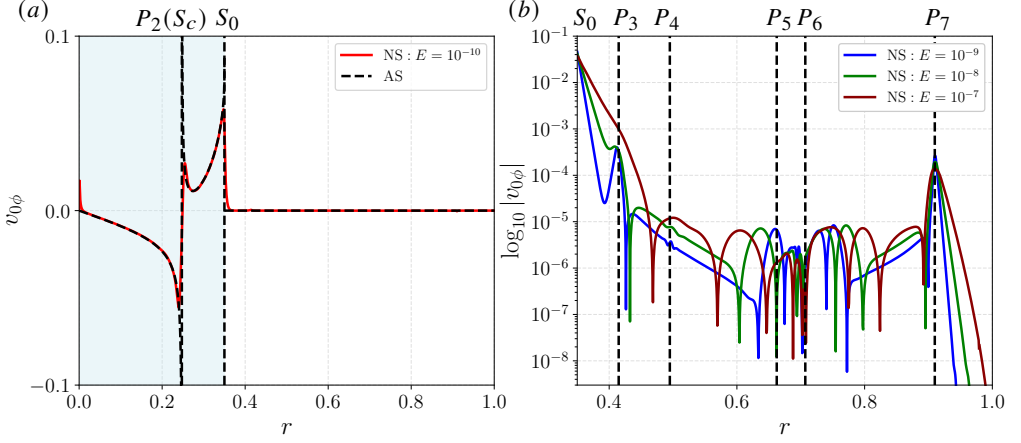 (a)
P₂(S_c) S₀
0.1
0.0
−0.1
v₀ϕ
NS : E = 10⁻¹⁰
AS
0.0 0.2 0.4 0.6 0.8 1.0
r
(b)
S₀ P₃ P₄ P₅ P₆ P₇
10⁻¹
10⁻²
10⁻³
10⁻⁴
10⁻⁵
10⁻⁶
10⁻⁷
10⁻⁸
log₁₀ |v₀ϕ|
NS : E = 10⁻⁹
NS : E = 10⁻⁸
NS : E = 10⁻⁷
0.4 0.6 0.8 1.0
r